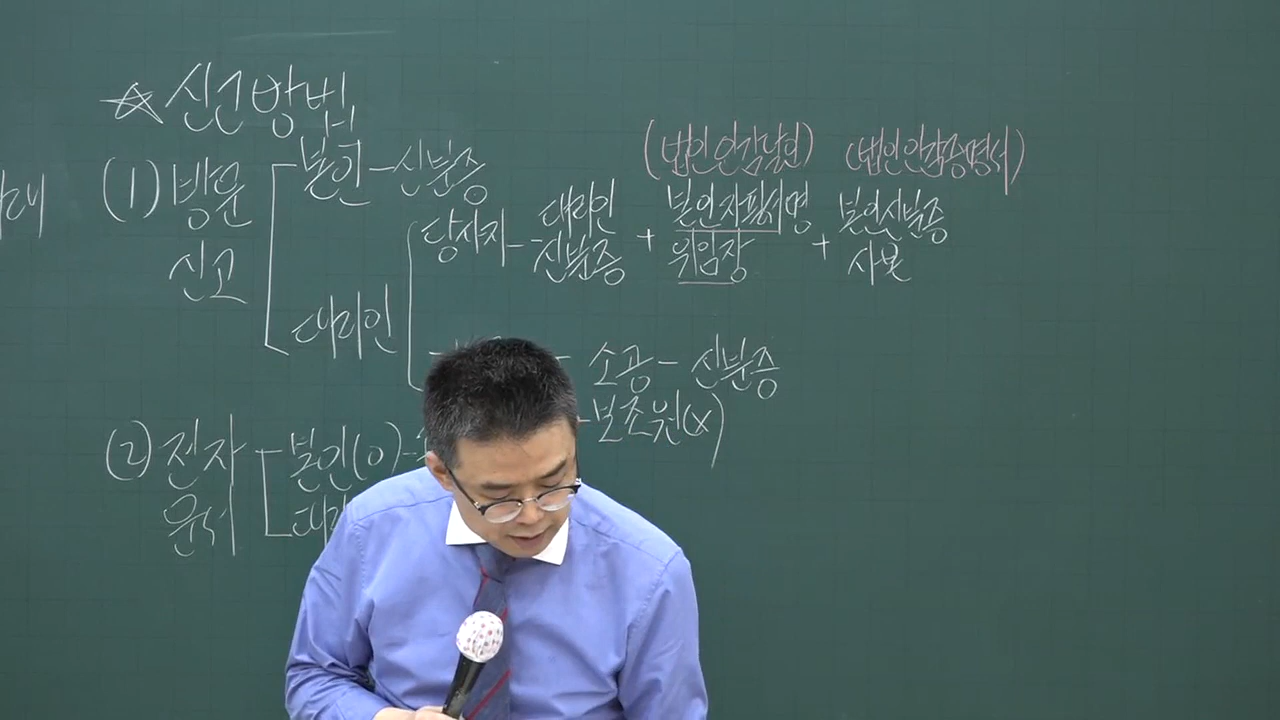 ☆ 신고방법
(1) 방문 신고
본인 - 신분증
대리인
당사자 - 대리인 신분증 + 본인자필서명 위임장 + 본인신분증 사본
(법인인감날인) (법인인감증명서)
소공 - 신분증
보조원(x)
(2) 전자 문서
본인(o)